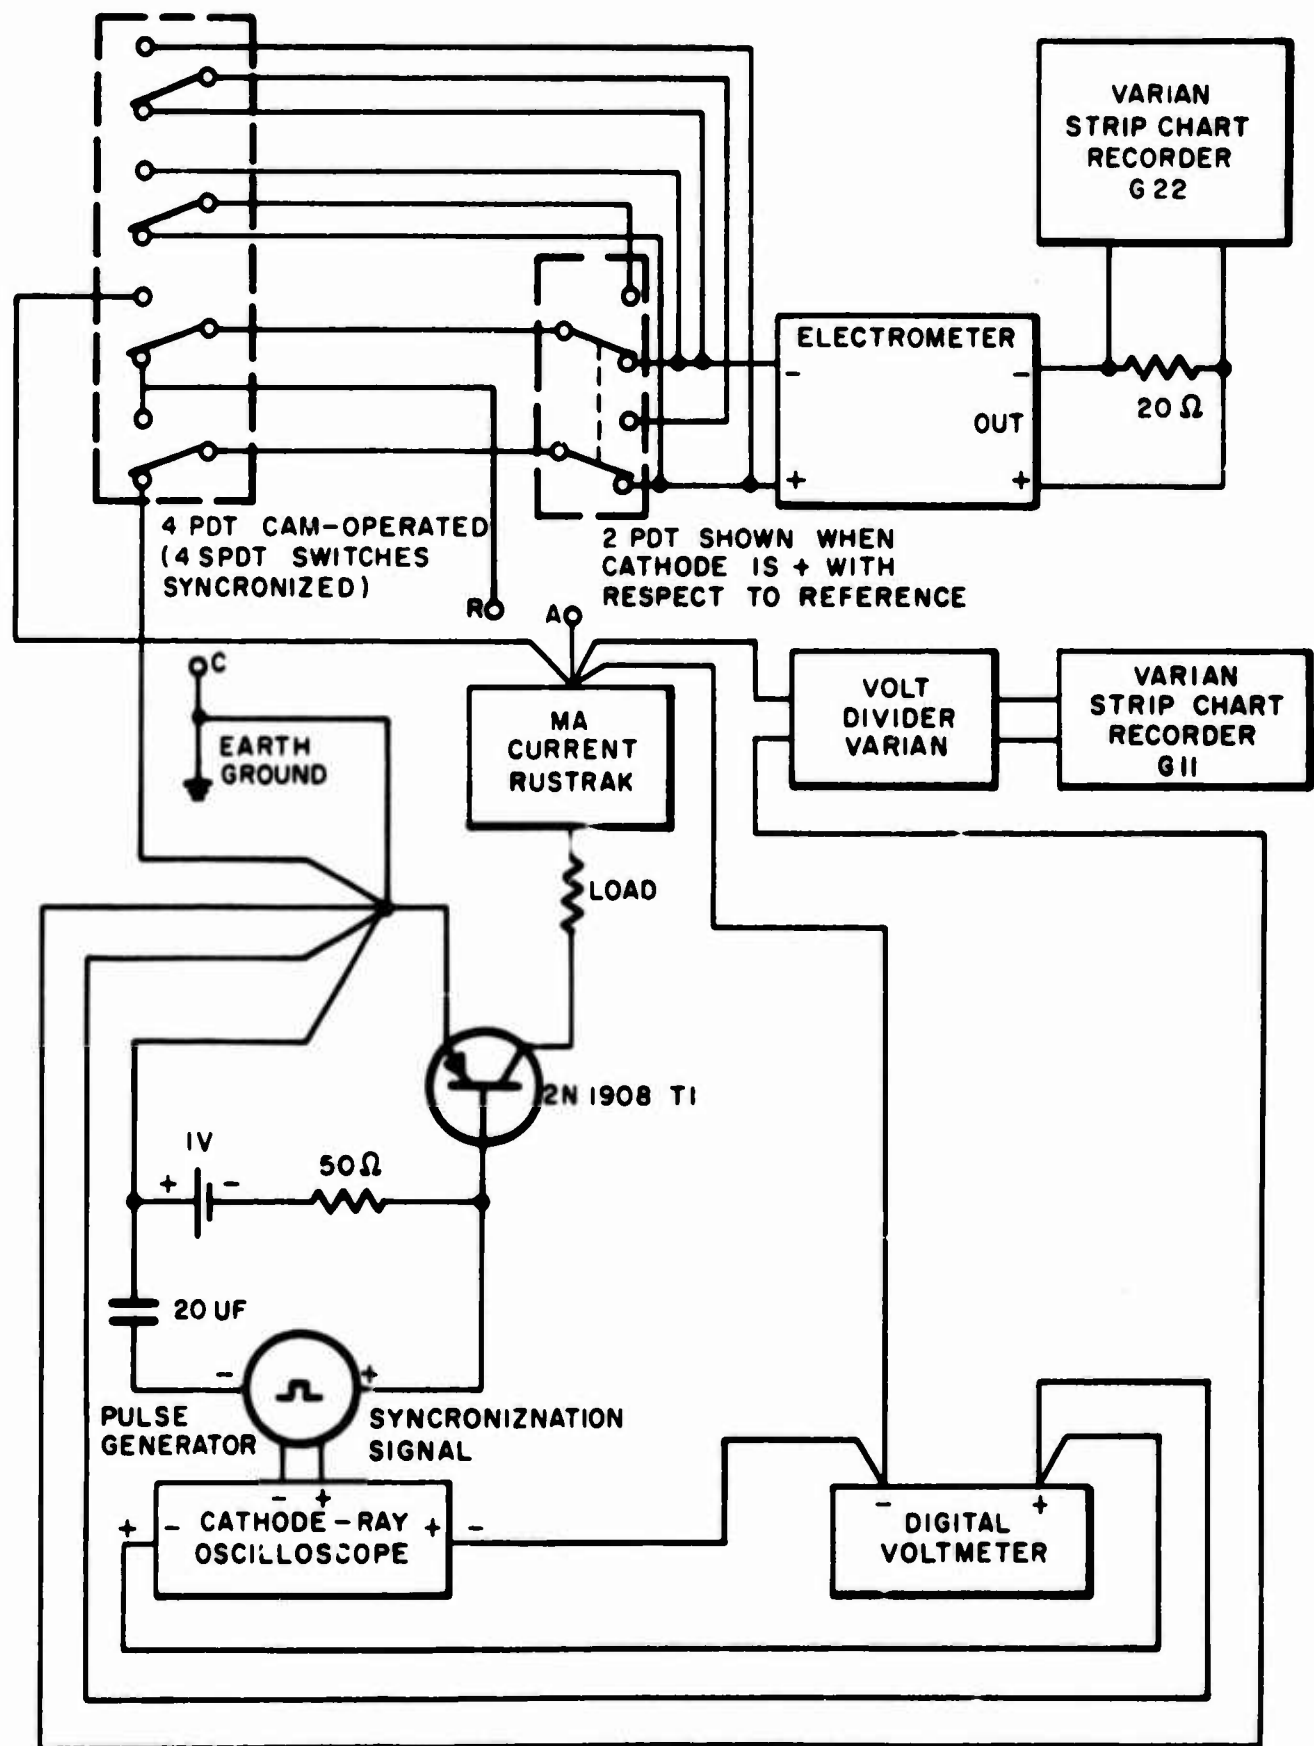 VARIAN
STRIP CHART
RECORDER
G 22
ELECTROMETER
-
-
20 Ω
OUT
+
+
4 PDT CAM-OPERATED
(4 SPDT SWITCHES
SYNCRONIZED)
2 PDT SHOWN WHEN
CATHODE IS + WITH
RESPECT TO REFERENCE
R
A
C
EARTH
GROUND
MA
CURRENT
RUSTRAK
VOLT
DIVIDER
VARIAN
VARIAN
STRIP CHART
RECORDER
G11
LOAD
2N 1908 TI
1V
+ -
50Ω
20 UF
- +
PULSE
GENERATOR
SYNCRONIZNATION
SIGNAL
- +
+ - CATHODE-RAY + -
OSCILLOSCOPE
- +
DIGITAL
VOLTMETER